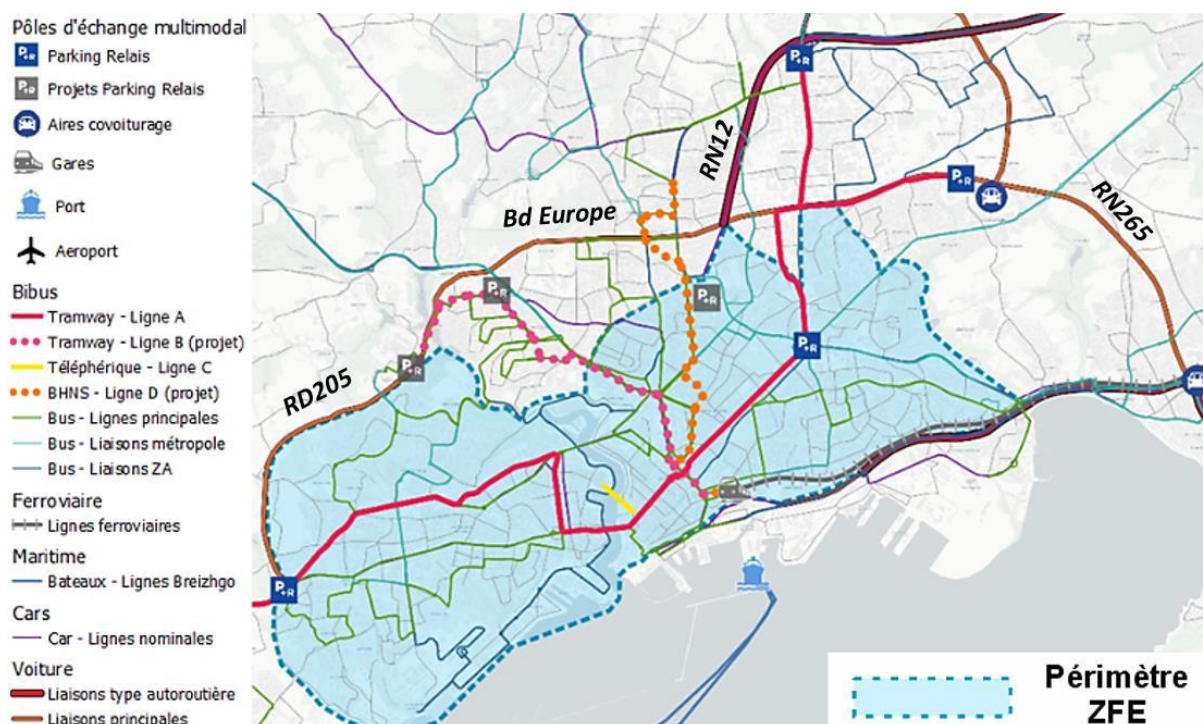 Pôles d'échange multimodal
P+R Parking Relais
P+R Projets Parking Relais
Aires covoiturage
Gares
Port
Aeroport
Bibus
Tramway - Ligne A
Tramway - Ligne B (projet)
Téléphérique - Ligne C
BHNS - Ligne D (projet)
Bus - Lignes principales
Bus - Liaisons métropole
Bus - Liaisons ZA
Ferroviaire
Lignes ferroviaires
Maritime
Bateaux - Lignes Breizhgo
Cars
Car - Lignes nominales
Voiture
Liaisons type autoroutière
Liaisons principales
P+R
RN12
P+R
Bd Europe
RN265
P+R
P+R
P+R
P+R
RD205
P+R
Périmètre
ZFE